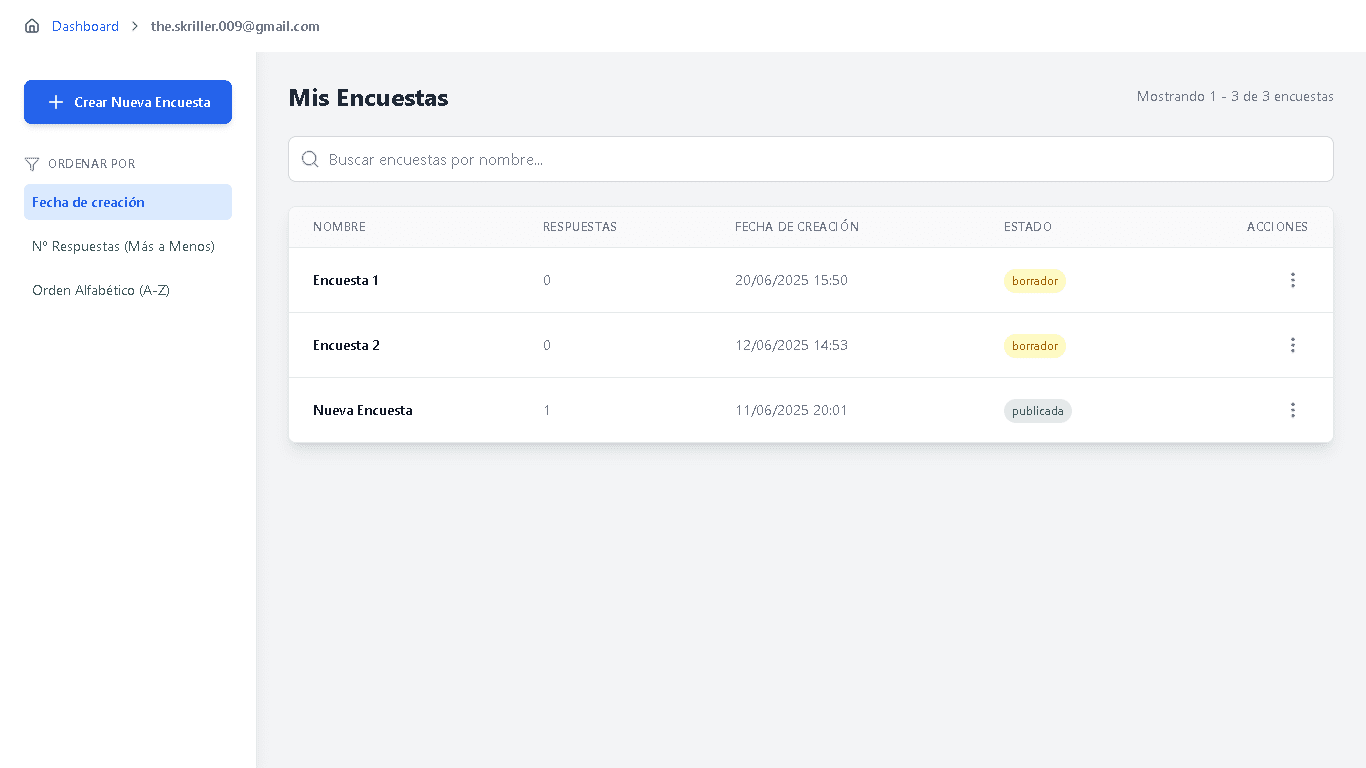 Dashboard > the.skriller.009@gmail.com
Crear Nueva Encuesta
ORDENAR POR
Fecha de creación
Nº Respuestas (Más a Menos)
Orden Alfabético (A-Z)
Mis Encuestas
Mostrando 1 - 3 de 3 encuestas
Buscar encuestas por nombre...
NOMBRE RESPUESTAS FECHA DE CREACIÓN ESTADO ACCIONES
Encuesta 1 0 20/06/2025 15:50 borrador
Encuesta 2 0 12/06/2025 14:53 borrador
Nueva Encuesta 1 11/06/2025 20:01 publicada